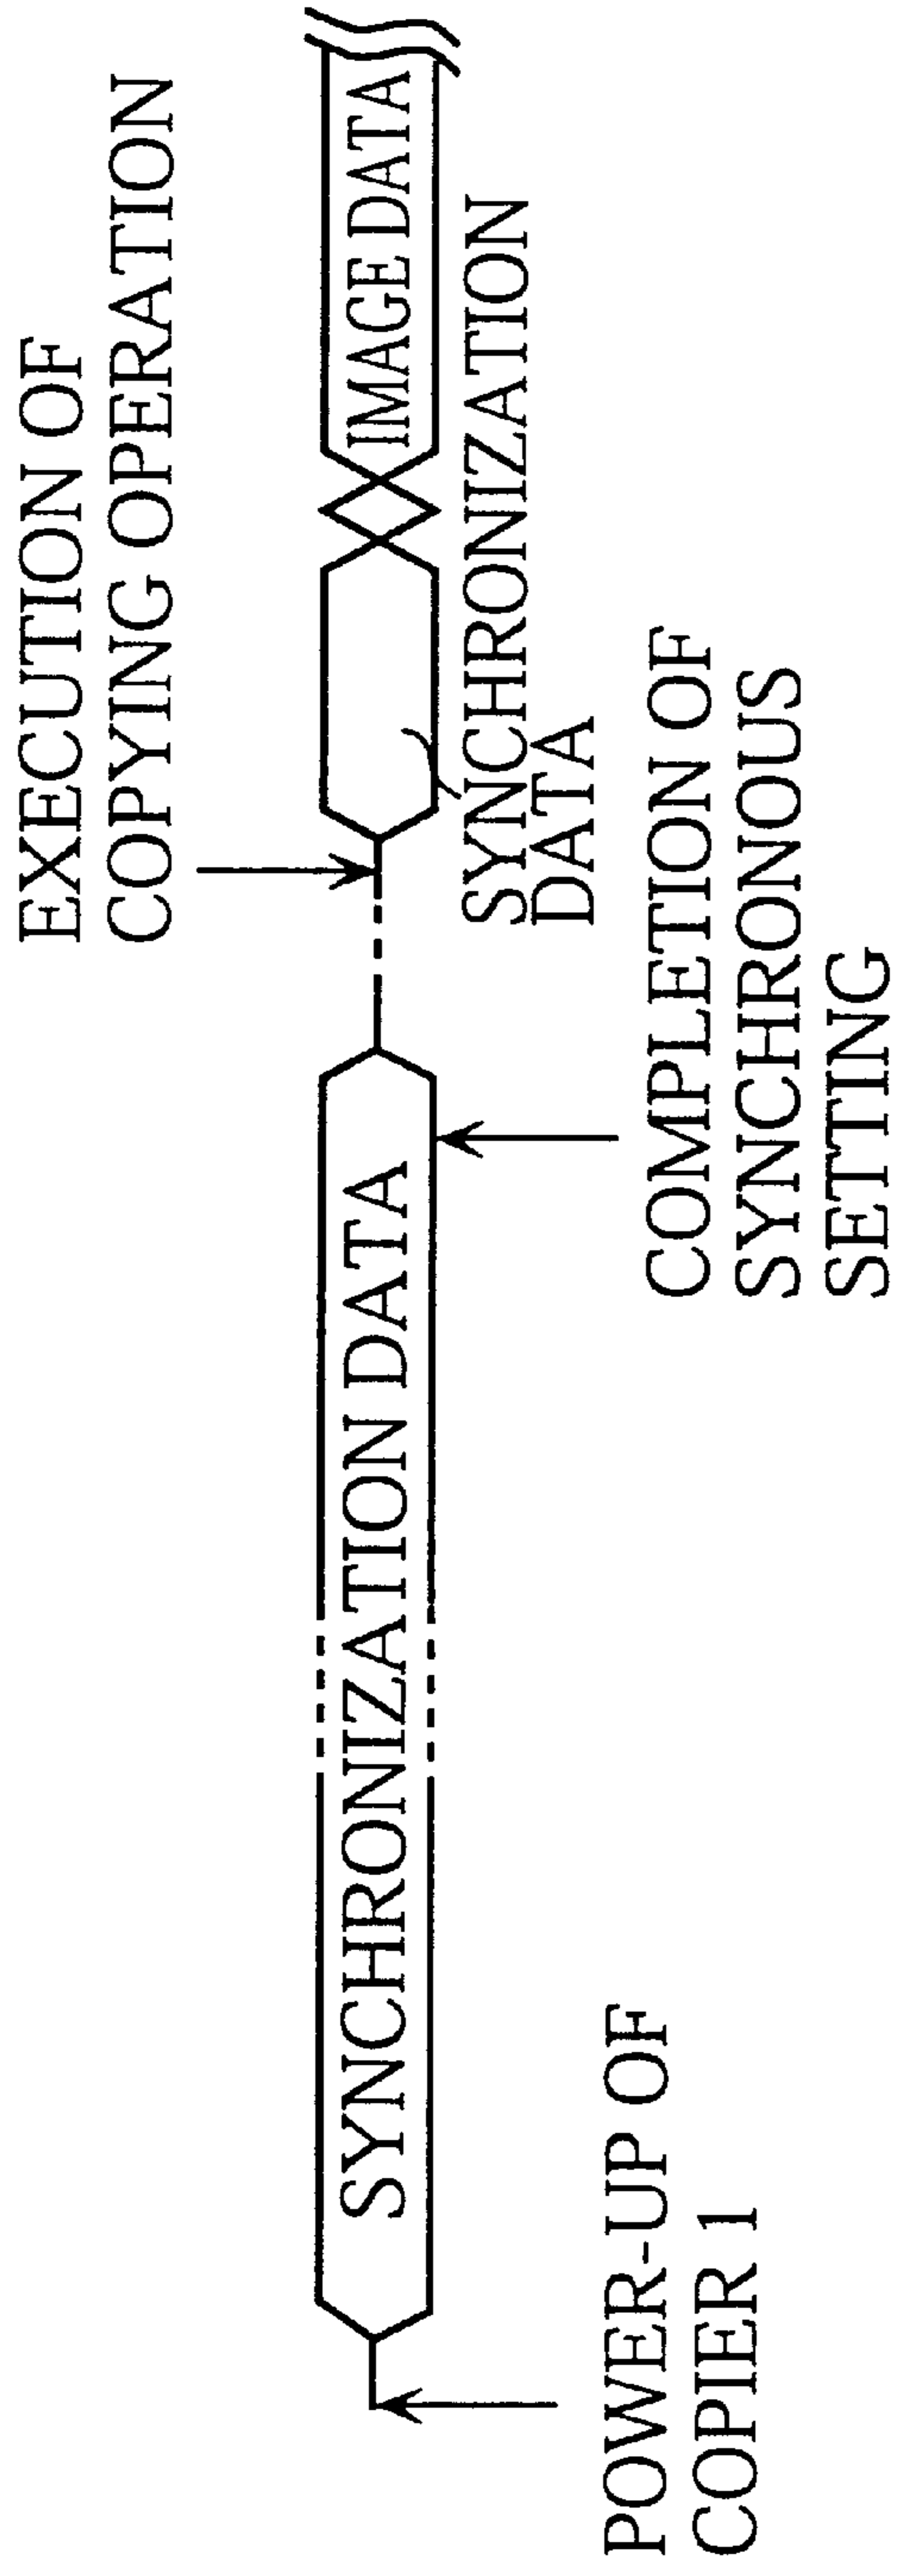 EXECUTION OF
COPYING OPERATION
SYNCHRONIZATION DATA
IMAGE DATA
SYNCHRONIZATION
DATA
POWER-UP OF
COPIER 1
COMPLETION OF
SYNCHRONOUS
SETTING